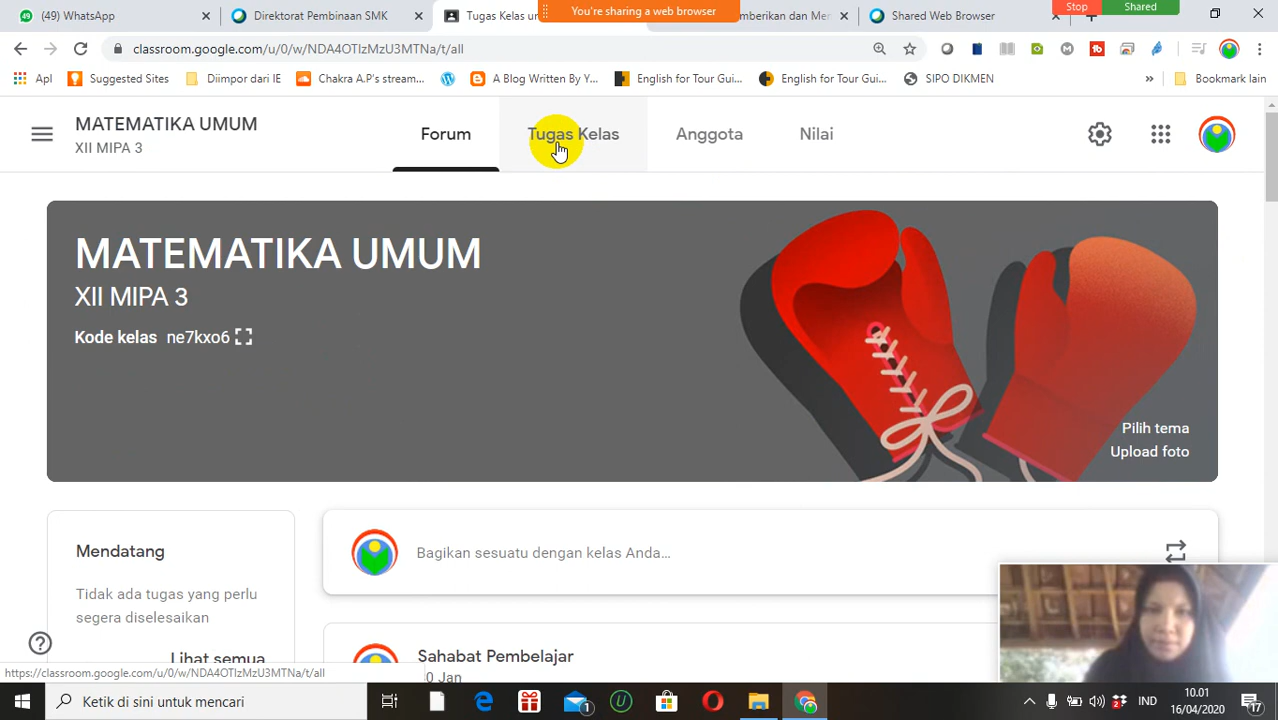 (49) WhatsApp
Direktorat Pembinaan SMK
Tugas Kelas
You're sharing a web browser
Shared Web Browser
Stop
Shared
classroom.google.com/u/0/w/NDA4OTIzMzU3MTNa/t/all
Apl
Suggested Sites
Diimpor dari IE
Chakra A.P's stream...
A Blog Written By Y...
English for Tour Gui...
English for Tour Gui...
SIPO DIKMEN
»
Bookmark lain
MATEMATIKA UMUM
XII MIPA 3
Forum
Tugas Kelas
Anggota
Nilai
MATEMATIKA UMUM
XII MIPA 3
Kode kelas ne7kxo6
Pilih tema
Upload foto
Mendatang
Tidak ada tugas yang perlu
segera diselesaikan
Lihat semua
Bagikan sesuatu dengan kelas Anda...
Sahabat Pembelajar
0 Jan
https://classroom.google.com/u/0/w/NDA4OTIzMzU3MTNa/t/all
Ketik di sini untuk mencari
1
IND
10.01
16/04/2020
17